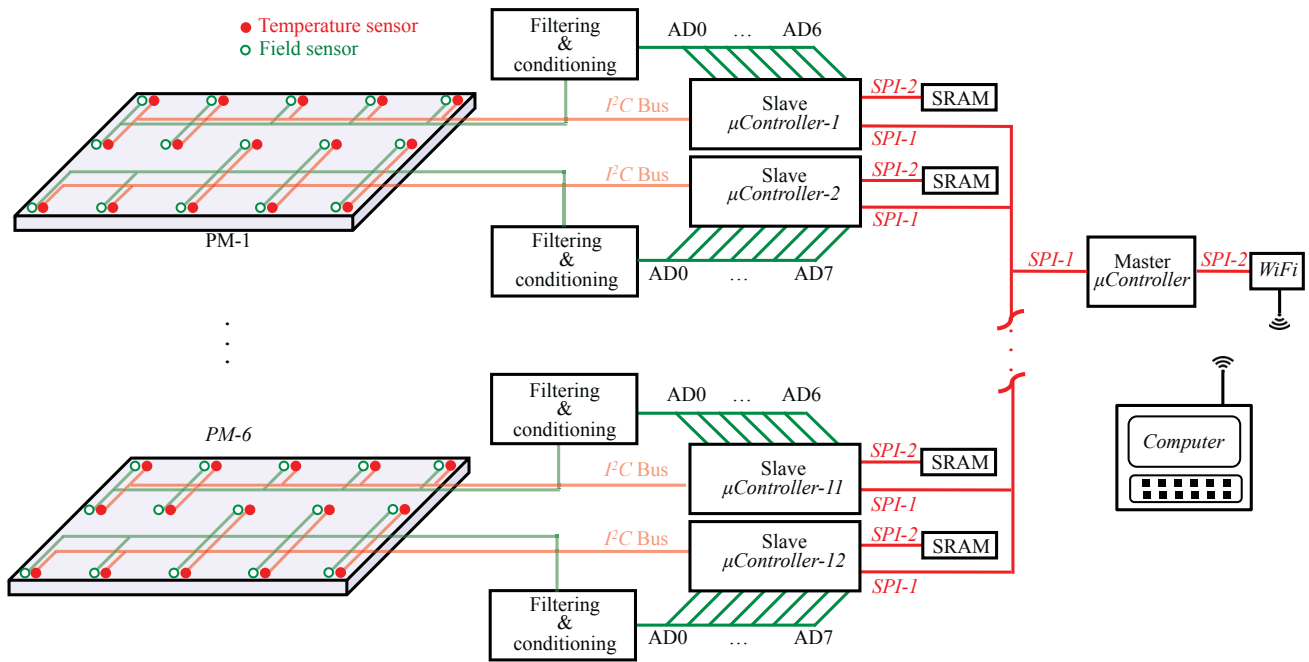 Temperature sensor
Field sensor
Filtering
&
conditioning
AD0 … AD6
I²C Bus
Slave
μController-1
SPI-2
SRAM
SPI-1
I²C Bus
Slave
μController-2
SPI-2
SRAM
SPI-1
PM-1
Filtering
&
conditioning
AD0 … AD7
SPI-1
Master
μController
SPI-2
WiFi
Filtering
&
conditioning
AD0 … AD6
PM-6
I²C Bus
Slave
μController-11
SPI-2
SRAM
SPI-1
I²C Bus
Slave
μController-12
SPI-2
SRAM
SPI-1
Filtering
&
conditioning
AD0 … AD7
Computer